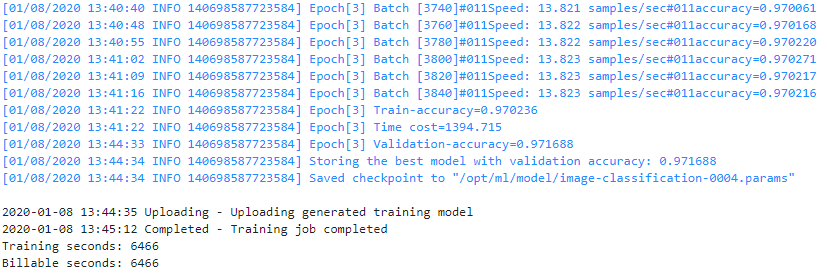 [01/08/2020 13:40:40 INFO 140698587723584] Epoch[3] Batch [3740]#011Speed: 13.821 samples/sec#011accuracy=0.970061
[01/08/2020 13:40:48 INFO 140698587723584] Epoch[3] Batch [3760]#011Speed: 13.822 samples/sec#011accuracy=0.970168
[01/08/2020 13:40:55 INFO 140698587723584] Epoch[3] Batch [3780]#011Speed: 13.822 samples/sec#011accuracy=0.970220
[01/08/2020 13:41:02 INFO 140698587723584] Epoch[3] Batch [3800]#011Speed: 13.823 samples/sec#011accuracy=0.970271
[01/08/2020 13:41:09 INFO 140698587723584] Epoch[3] Batch [3820]#011Speed: 13.823 samples/sec#011accuracy=0.970217
[01/08/2020 13:41:16 INFO 140698587723584] Epoch[3] Batch [3840]#011Speed: 13.823 samples/sec#011accuracy=0.970216
[01/08/2020 13:41:22 INFO 140698587723584] Epoch[3] Train-accuracy=0.970236
[01/08/2020 13:41:22 INFO 140698587723584] Epoch[3] Time cost=1394.715
[01/08/2020 13:44:33 INFO 140698587723584] Epoch[3] Validation-accuracy=0.971688
[01/08/2020 13:44:34 INFO 140698587723584] Storing the best model with validation accuracy: 0.971688
[01/08/2020 13:44:34 INFO 140698587723584] Saved checkpoint to "/opt/ml/model/image-classification-0004.params"
2020-01-08 13:44:35 Uploading - Uploading generated training model
2020-01-08 13:45:12 Completed - Training job completed
Training seconds: 6466
Billable seconds: 6466